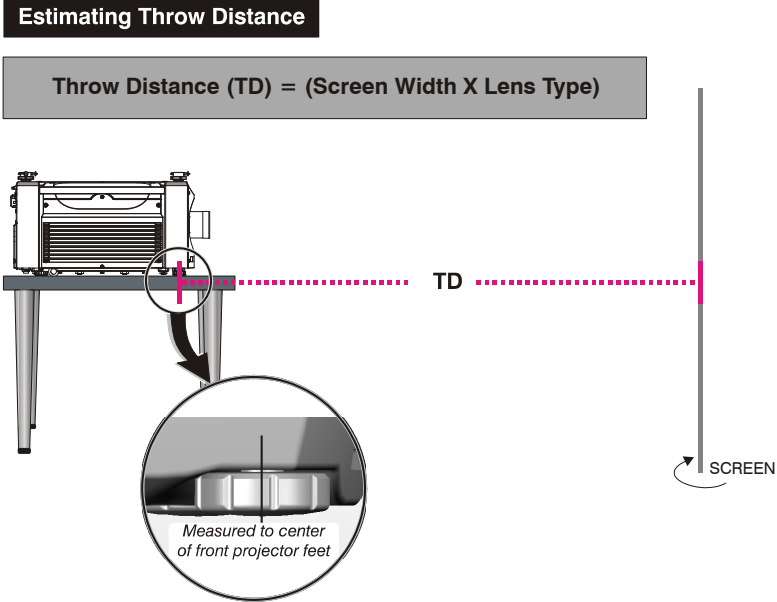 Estimating Throw Distance
Throw Distance (TD) = (Screen Width X Lens Type)
TD
SCREEN
Measured to center
of front projector feet